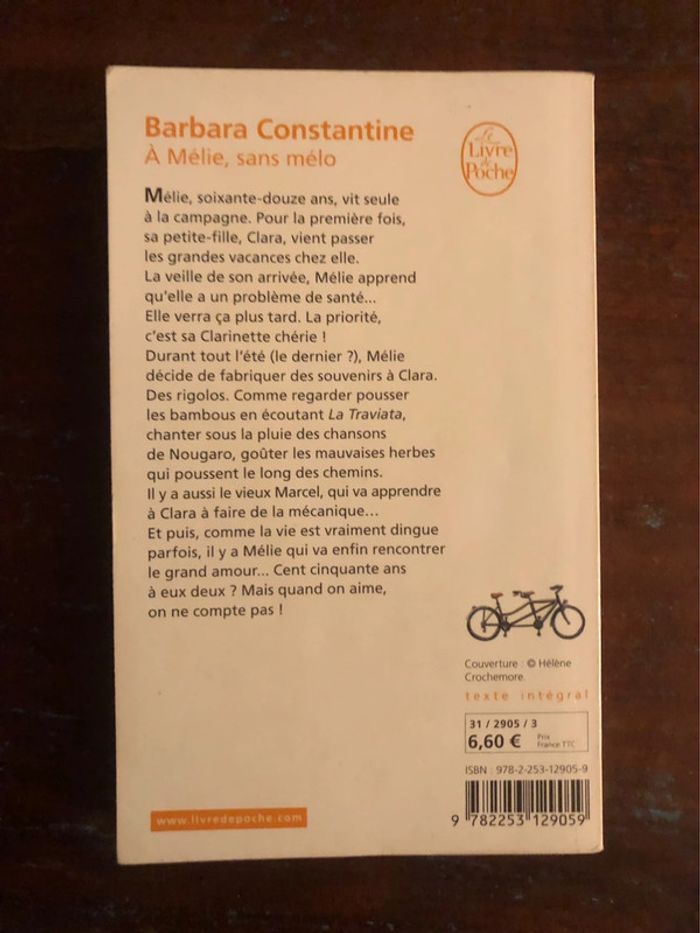 Barbara Constantine
À Mélie, sans mélo
Le
Livre
de
Poche
Mélie, soixante-douze ans, vit seule
à la campagne. Pour la première fois,
sa petite-fille, Clara, vient passer
les grandes vacances chez elle.
La veille de son arrivée, Mélie apprend
qu'elle a un problème de santé...
Elle verra ça plus tard. La priorité,
c'est sa Clarinette chérie !
Durant tout l'été (le dernier ?), Mélie
décide de fabriquer des souvenirs à Clara.
Des rigolos. Comme regarder pousser
les bambous en écoutant La Traviata,
chanter sous la pluie des chansons
de Nougaro, goûter les mauvaises herbes
qui poussent le long des chemins.
Il y a aussi le vieux Marcel, qui va apprendre
à Clara à faire de la mécanique...
Et puis, comme la vie est vraiment dingue
parfois, il y a Mélie qui va enfin rencontrer
le grand amour... Cent cinquante ans
à eux deux ? Mais quand on aime,
on ne compte pas !
Couverture : © Hélène
Crochemore.
texte intégral
31 / 2905 / 3
6,60 € Prix
France TTC
ISBN : 978-2-253-12905-9
9 782253 129059
www.livredepoche.com